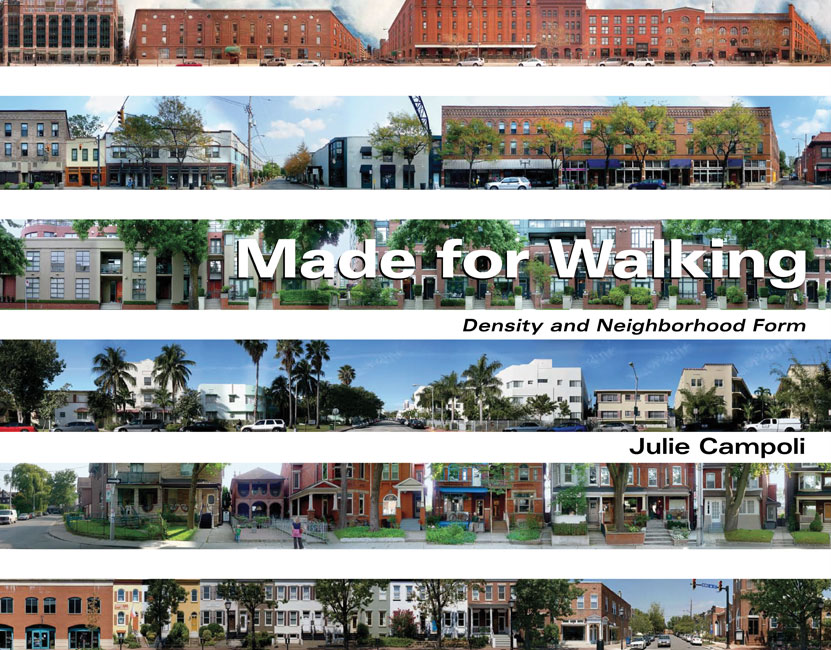 Made for Walking
Density and Neighborhood Form
Julie Campoli